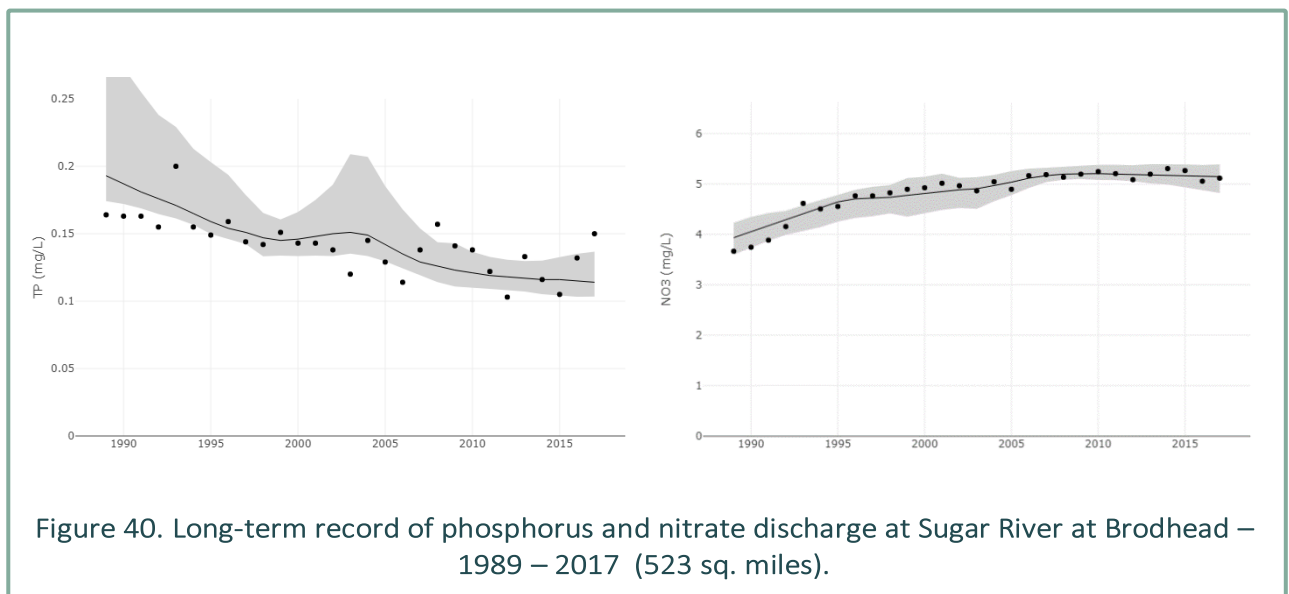 0.25
0.2
0.15
0.1
0.05
0
TP (mg/L)
1990 1995 2000 2005 2010 2015
6
5
4
3
2
1
0
NO3 (mg/L)
1990 1995 2000 2005 2010 2015
Figure 40. Long-term record of phosphorus and nitrate discharge at Sugar River at Brodhead –
1989 – 2017 (523 sq. miles).